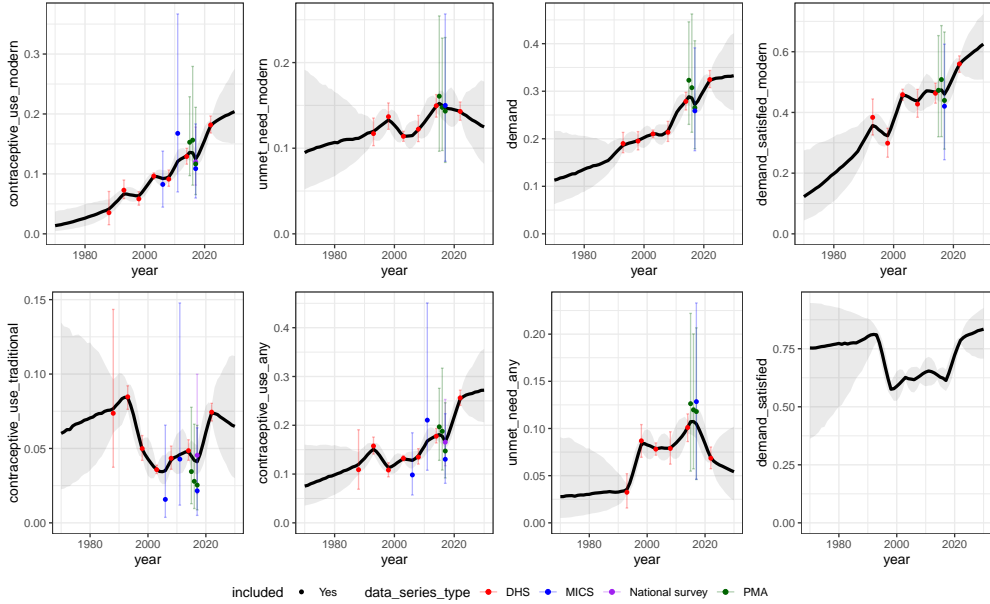 contraceptive_use_modern
0.3
0.2
0.1
0.0
1980 2000 2020
year
unmet_need_modern
0.2
0.1
0.0
1980 2000 2020
year
demand
0.4
0.3
0.2
0.1
0.0
1980 2000 2020
year
demand_satisfied_modern
0.6
0.4
0.2
0.0
1980 2000 2020
year
contraceptive_use_traditional
0.15
0.10
0.05
0.00
1980 2000 2020
year
contraceptive_use_any
0.4
0.3
0.2
0.1
0.0
1980 2000 2020
year
unmet_need_any
0.20
0.15
0.10
0.05
0.00
1980 2000 2020
year
demand_satisfied
0.75
0.50
0.25
0.00
1980 2000 2020
year
included Yes data_series_type DHS MICS National survey PMA